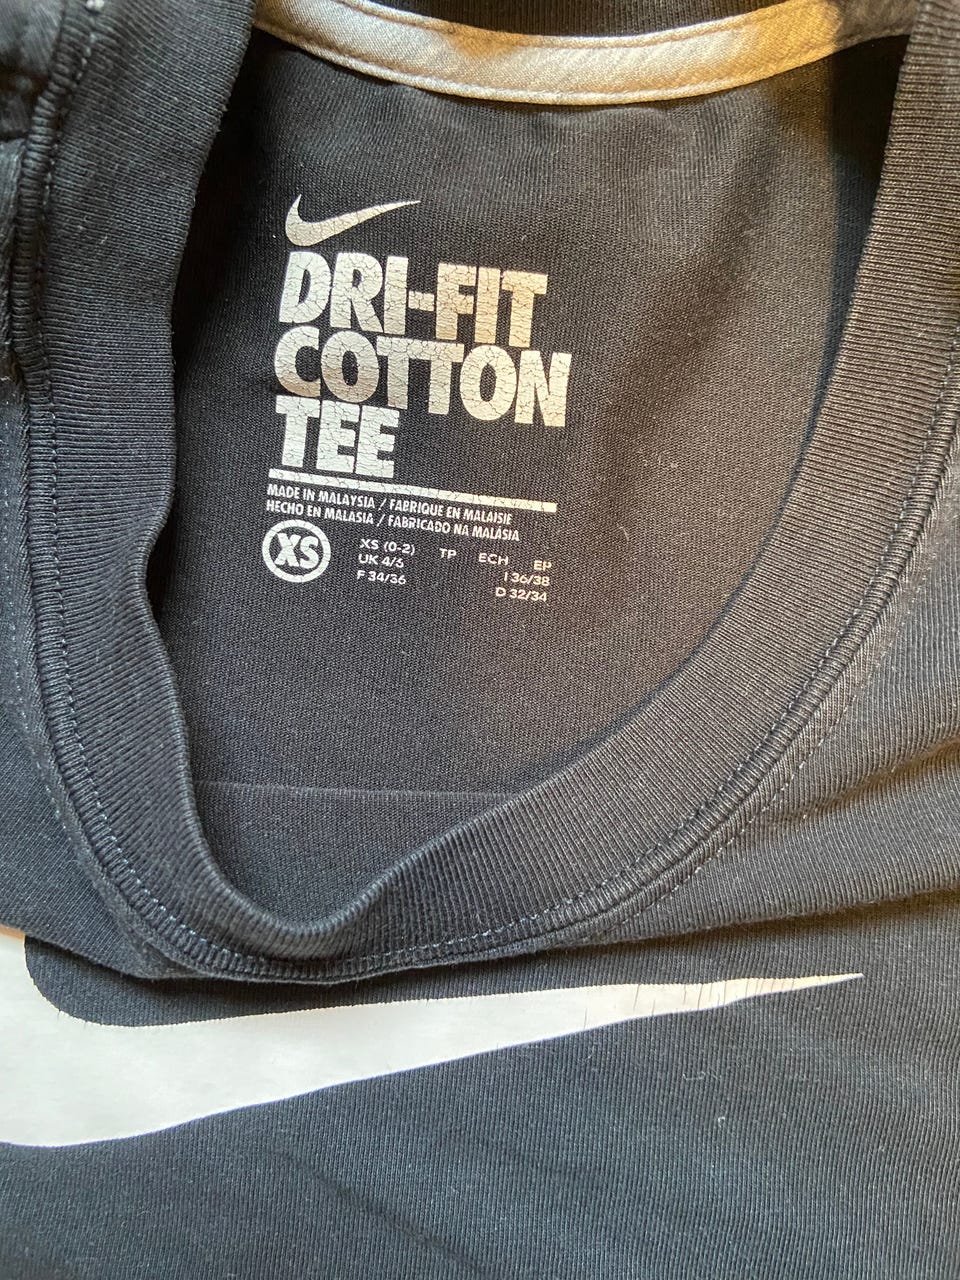 DRI-FIT
COTTON
TEE
MADE IN MALAYSIA / FABRIQUE EN MALAISIE
HECHO EN MALASIA / FABRICADO NA MALÁSIA
XS XS (0-2) TP ECH EP
UK 4/6 I 36/38
F 34/36 D 32/34